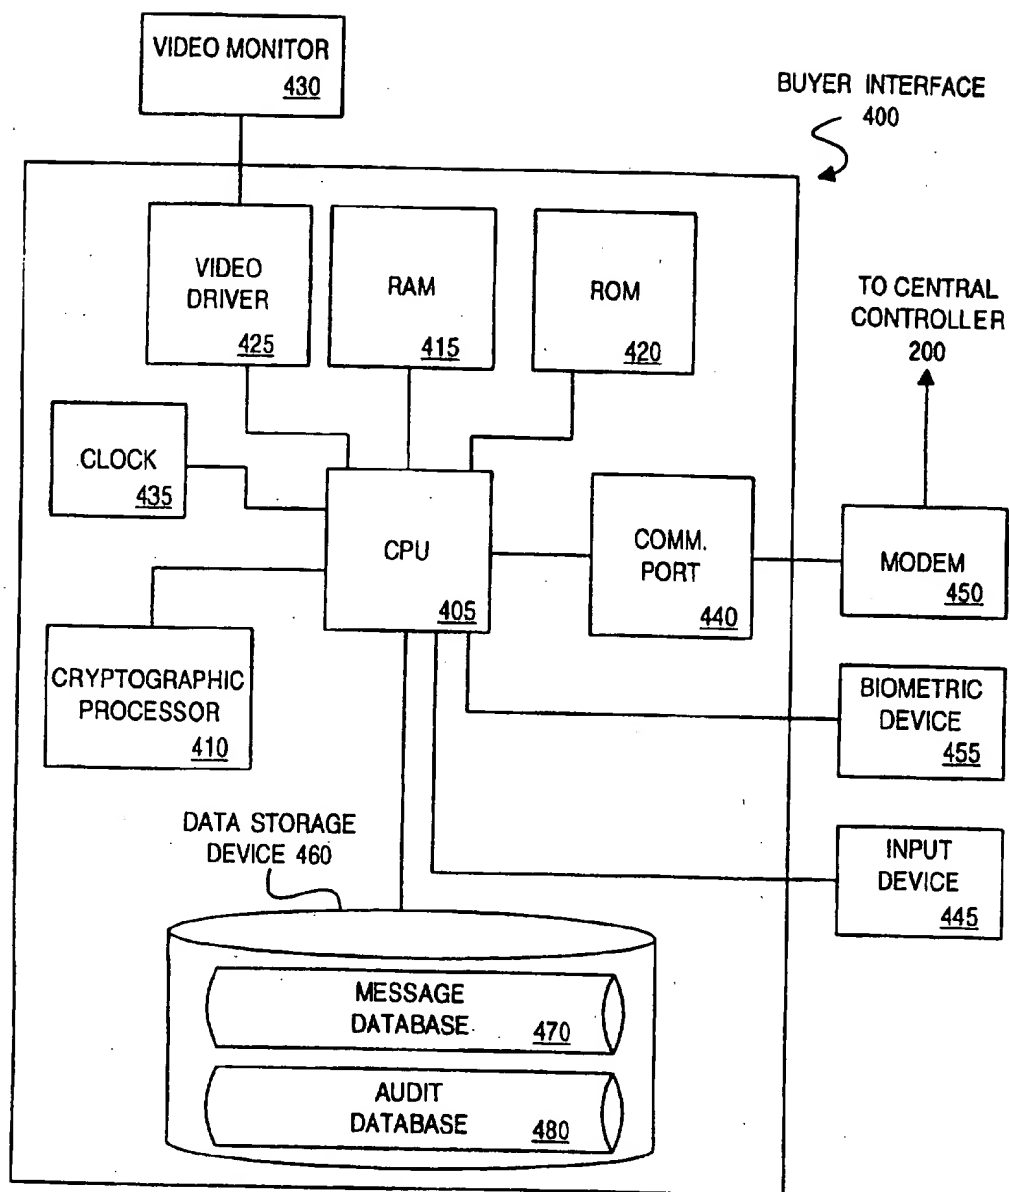 VIDEO MONITOR
430
BUYER INTERFACE
400
VIDEO
DRIVER
425
RAM
415
ROM
420
TO CENTRAL
CONTROLLER
200
CLOCK
435
CPU
405
COMM.
PORT
440
MODEM
450
CRYPTOGRAPHIC
PROCESSOR
410
BIOMETRIC
DEVICE
455
DATA STORAGE
DEVICE 460
INPUT
DEVICE
445
MESSAGE
DATABASE
470
AUDIT
DATABASE
480